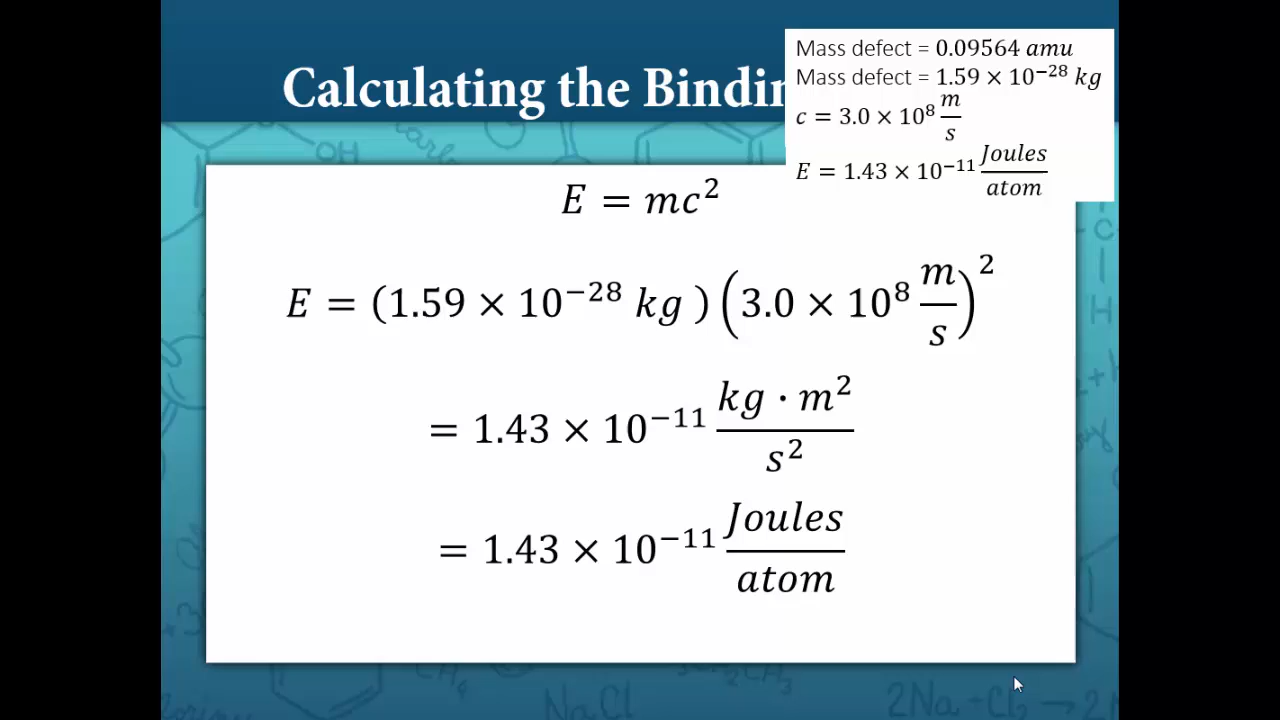 Calculating the Bindin
Mass defect = 0.09564 amu
Mass defect = 1.59 × 10⁻²⁸ kg
c = 3.0 × 10⁸ m/s
E = 1.43 × 10⁻¹¹ Joules/atom
E = mc²
E = (1.59 × 10⁻²⁸ kg ) (3.0 × 10⁸ m/s)²
= 1.43 × 10⁻¹¹ kg · m²/s²
= 1.43 × 10⁻¹¹ Joules/atom
OH
C
H
NaCl